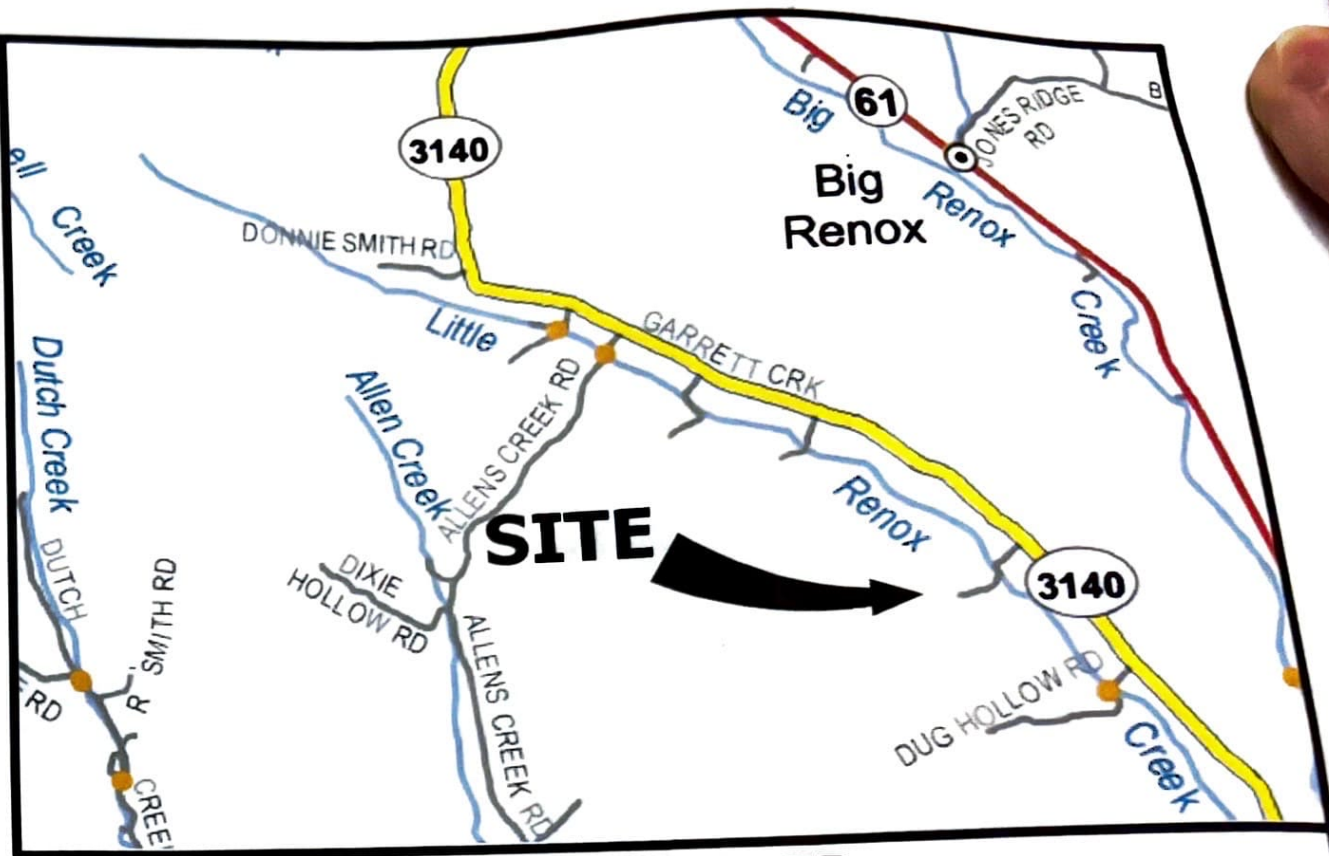 3140
Big
61
JONES RIDGE
RD
B
Big
Renox
Renox
Creek
ell Creek
DONNIE SMITH RD
Little
GARRETT CRK
Dutch Creek
Allen Creek
ALLENS CREEK RD
SITE
Renox
3140
DUTCH
SMITH RD
R
RD
DIXIE
HOLLOW RD
ALLENS CREEK RD
DUG HOLLOW RD
Creek